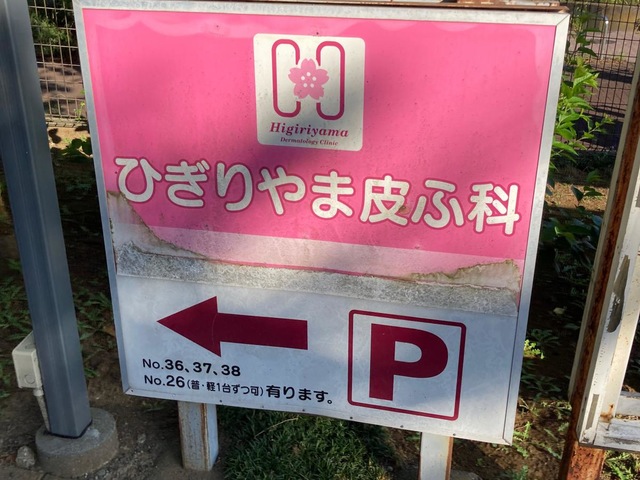 H
Higiriyama
Dermatology Clinic
ひぎりやま皮ふ科
P
No.36、37、38
No.26(普・軽1台ずつ可)有ります。